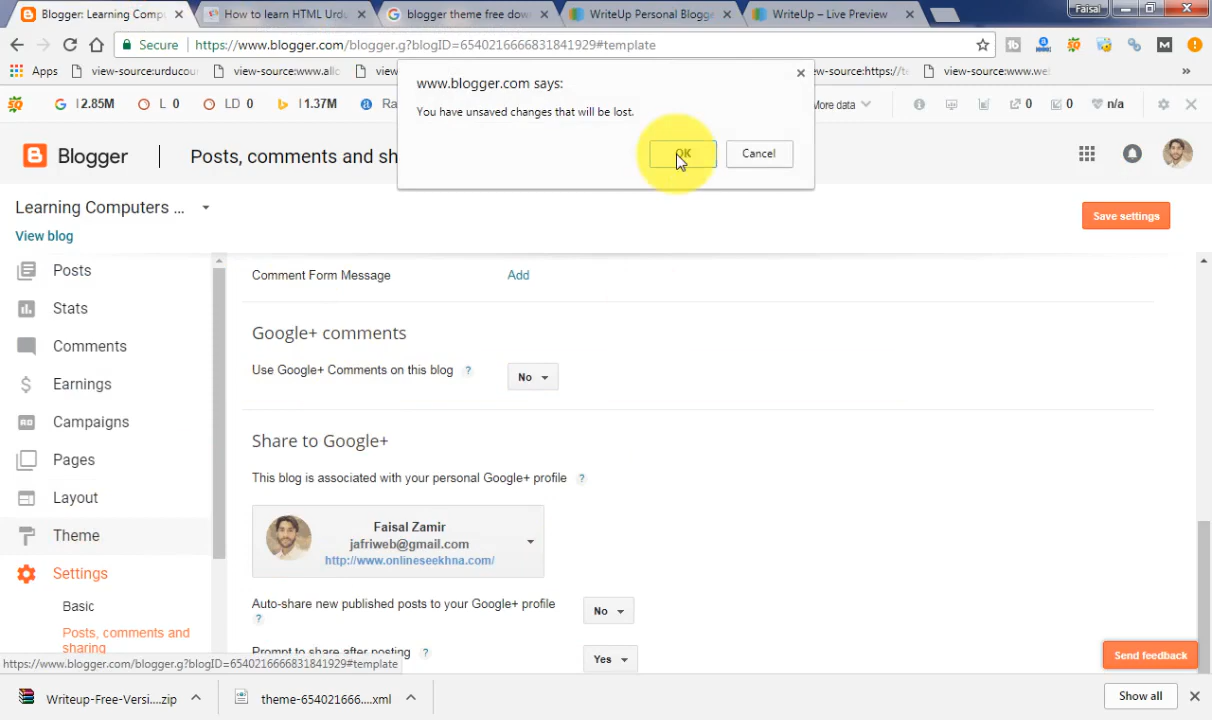 Blogger: Learning Compu
How to learn HTML Urdu
blogger theme free dow
WriteUp Personal Blogge
WriteUp – Live Preview
Faisal
Secure
https://www.blogger.com/blogger.g?blogID=6540216666831841929#template
Apps
view-source:urducou
view-source:www.allc
view-source:https://te
view-source:www.we
»
2.85M
L 0
LD 0
1.37M
Ra
More data
0
0
n/a
www.blogger.com says:
You have unsaved changes that will be lost.
OK
Cancel
Blogger
Posts, comments and sh
Learning Computers ...
View blog
Save settings
Posts
Stats
Comments
Earnings
Campaigns
Pages
Layout
Theme
Settings
Basic
Posts, comments and
sharing
Comment Form Message
Add
Google+ comments
Use Google+ Comments on this blog ?
No
Share to Google+
This blog is associated with your personal Google+ profile ?
Faisal Zamir
jafriweb@gmail.com
http://www.onlineseekhna.com/
Auto-share new published posts to your Google+ profile
?
No
Prompt to share after posting ?
Yes
Send feedback
https://www.blogger.com/blogger.g?blogID=6540216666831841929#template
Writeup-Free-Versi....zip
theme-654021666....xml
Show all